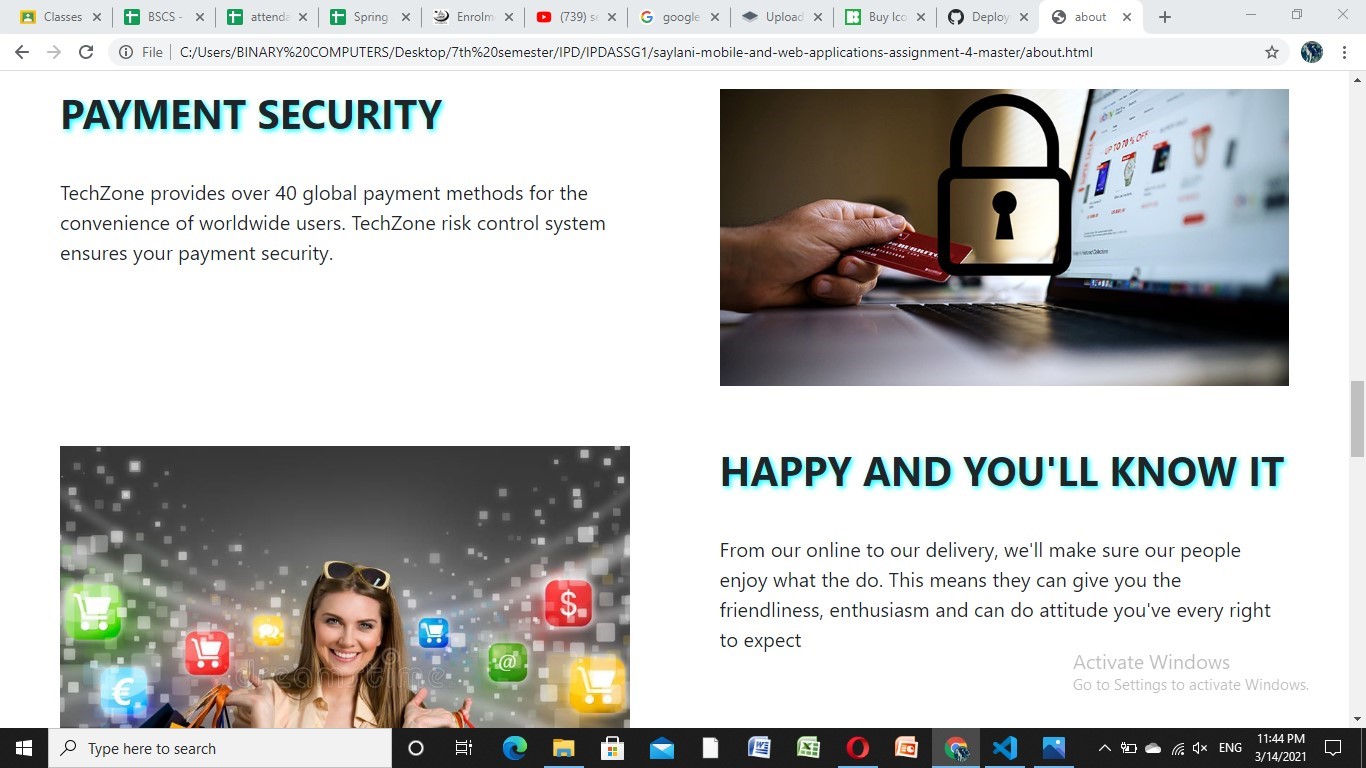 Classes
BSCS -
attenda
Spring
Enrolm
(739) s
google
Upload
Buy Ico
Deploy
about
File
C:/Users/BINARY%20COMPUTERS/Desktop/7th%20semester/IPD/IPDASSG1/saylani-mobile-and-web-applications-assignment-4-master/about.html
PAYMENT SECURITY
TechZone provides over 40 global payment methods for the
convenience of worldwide users. TechZone risk control system
ensures your payment security.
UP TO 70 % OFF
HAPPY AND YOU'LL KNOW IT
From our online to our delivery, we'll make sure our people
enjoy what the do. This means they can give you the
friendliness, enthusiasm and can do attitude you've every right
to expect
$
@
€
dreamstime
Activate Windows
Go to Settings to activate Windows.
Type here to search
ENG
11:44 PM
3/14/2021